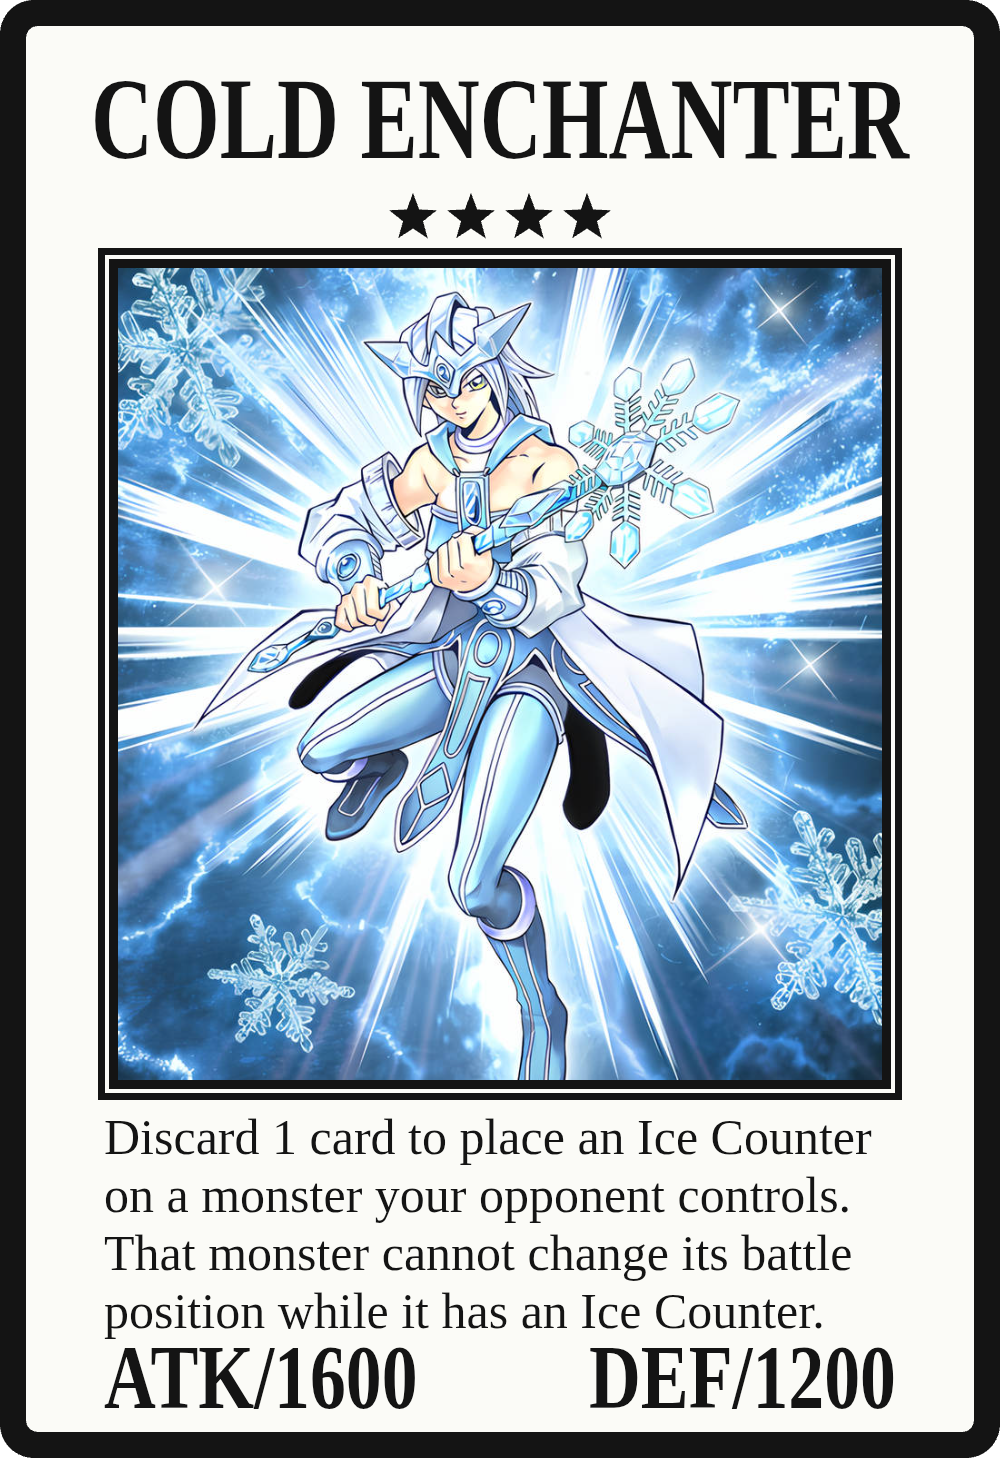 COLD ENCHANTER
Discard 1 card to place an Ice Counter
on a monster your opponent controls.
That monster cannot change its battle
position while it has an Ice Counter.
ATK/1600 DEF/1200